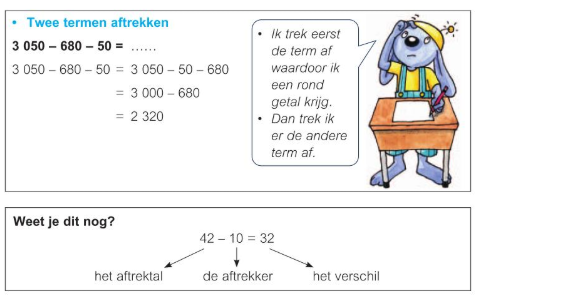 • Twee termen aftrekken
3 050 – 680 – 50 = ......
3 050 – 680 – 50 = 3 050 – 50 – 680
= 3 000 – 680
= 2 320
• Ik trek eerst
de term af
waardoor ik
een rond
getal krijg.
• Dan trek ik
er de andere
term af.
Weet je dit nog?
42 – 10 = 32
het aftrektal de aftrekker het verschil